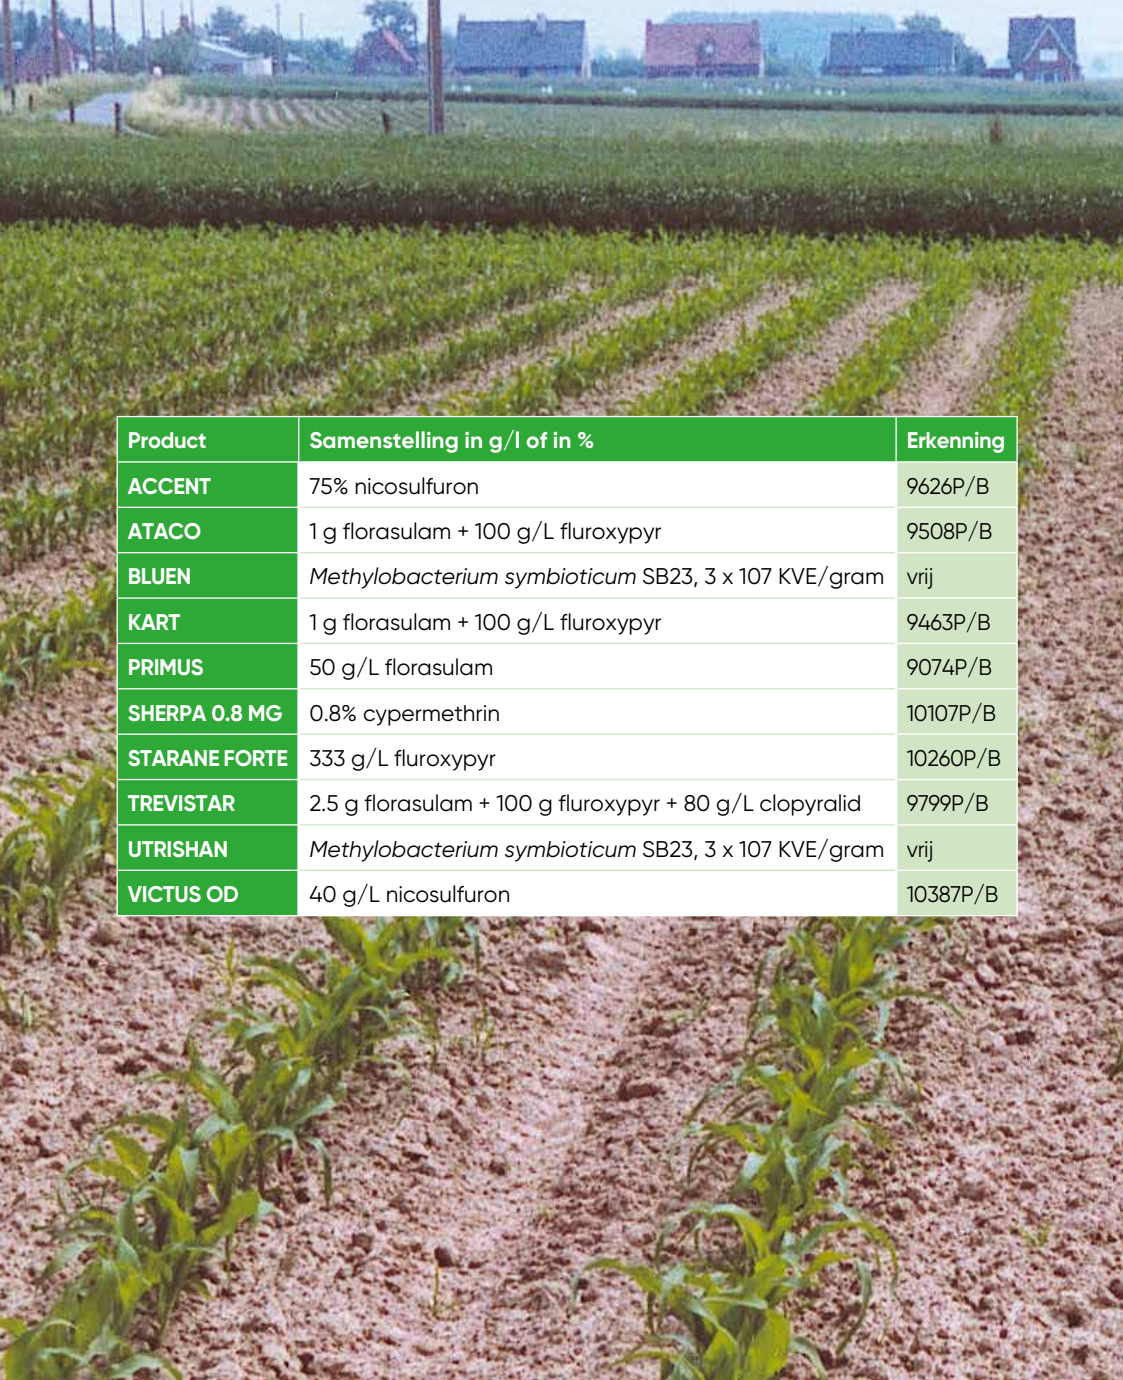 Product Samenstelling in g/l of in % Erkenning
ACCENT 75% nicosulfuron 9626P/B
ATACO 1 g florasulam + 100 g/L fluroxypyr 9508P/B
BLUEN Methylobacterium symbioticum SB23, 3 x 107 KVE/gram vrij
KART 1 g florasulam + 100 g/L fluroxypyr 9463P/B
PRIMUS 50 g/L florasulam 9074P/B
SHERPA 0.8 MG 0.8% cypermethrin 10107P/B
STARANE FORTE 333 g/L fluroxypyr 10260P/B
TREVISTAR 2.5 g florasulam + 100 g fluroxypyr + 80 g/L clopyralid 9799P/B
UTRISHAN Methylobacterium symbioticum SB23, 3 x 107 KVE/gram vrij
VICTUS OD 40 g/L nicosulfuron 10387P/B